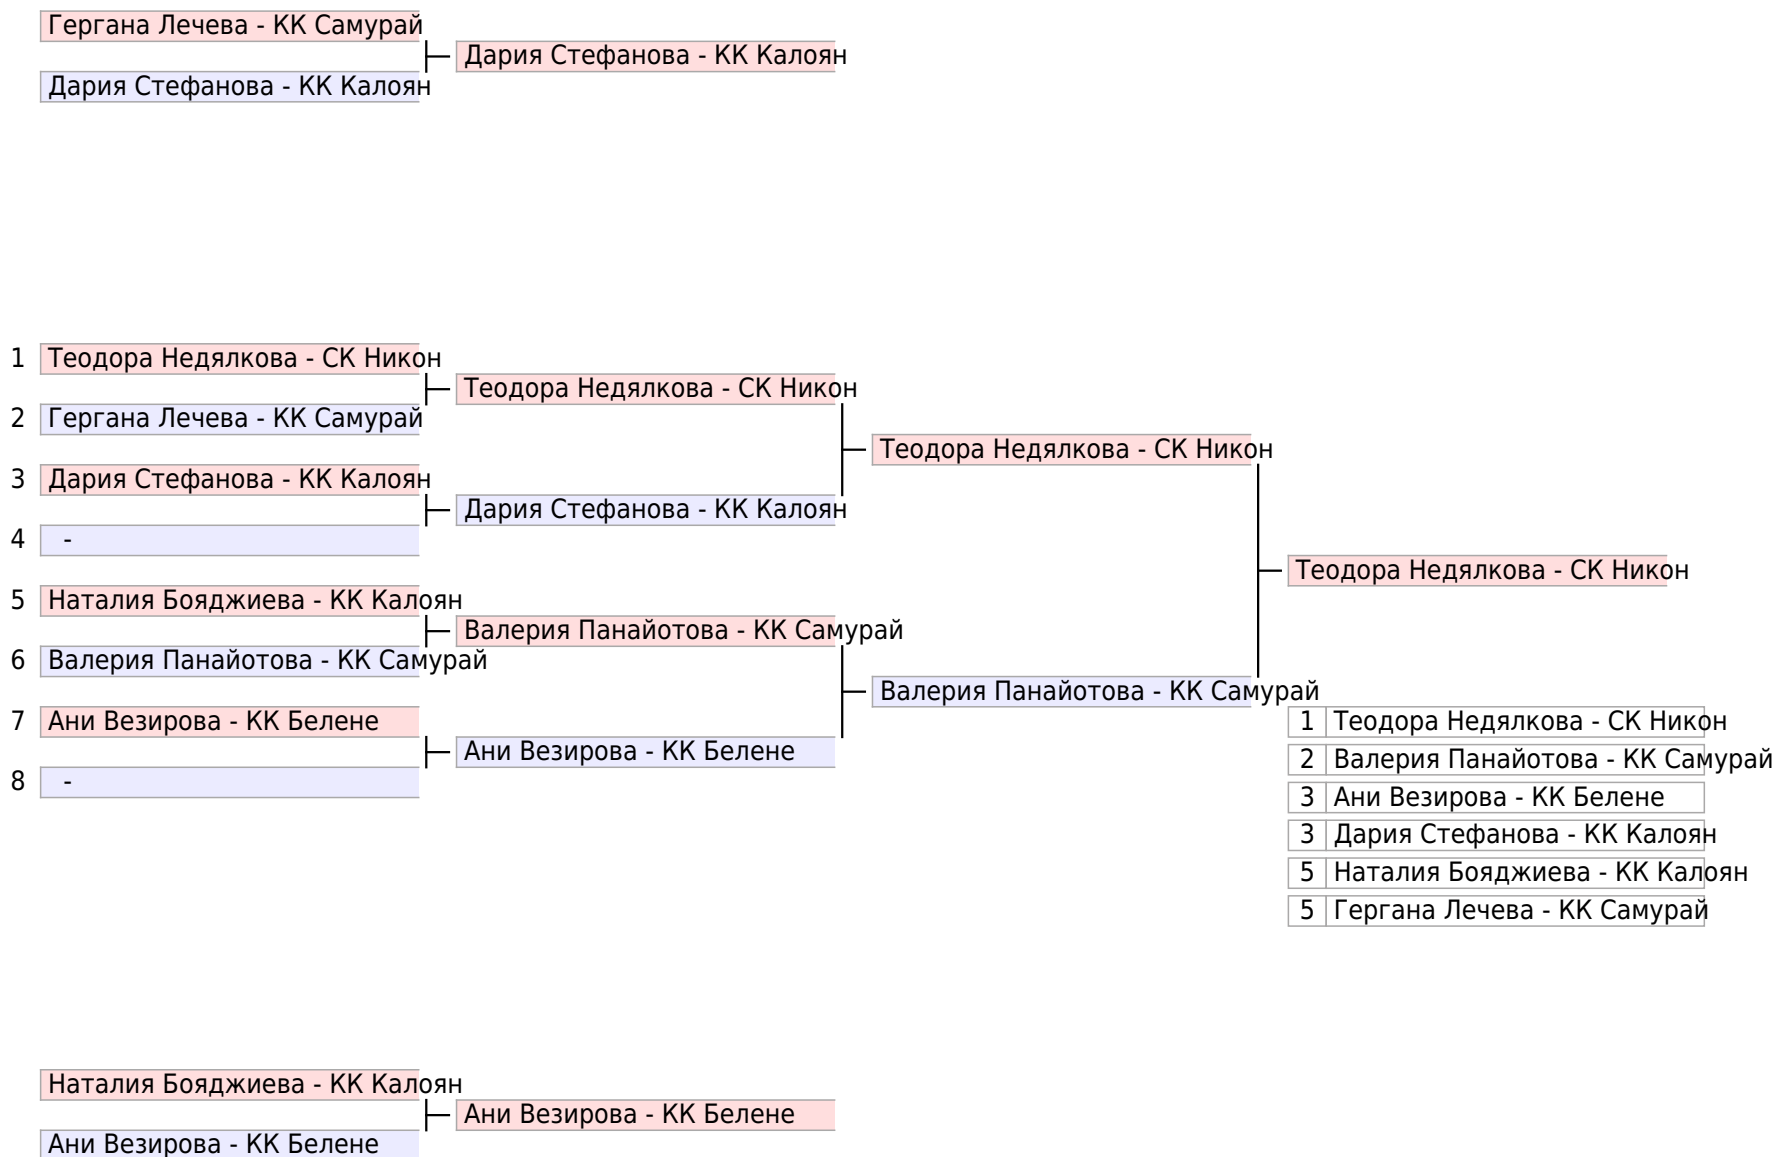 Гергана Лечева - КК Самурай
Дария Стефанова - КК Калоян
Дария Стефанова - КК Калоян
1 Теодора Недялкова - СК Никон
Теодора Недялкова - СК Никон
2 Гергана Лечева - КК Самурай
Теодора Недялкова - СК Никон
3 Дария Стефанова - КК Калоян
Дария Стефанова - КК Калоян
4 -
Теодора Недялкова - СК Никон
5 Наталия Бояджиева - КК Калоян
Валерия Панайотова - КК Самурай
6 Валерия Панайотова - КК Самурай
Валерия Панайотова - КК Самурай
7 Ани Везирова - КК Белене
Ани Везирова - КК Белене
8 -
1 Теодора Недялкова - СК Никон
2 Валерия Панайотова - КК Самурай
3 Ани Везирова - КК Белене
3 Дария Стефанова - КК Калоян
5 Наталия Бояджиева - КК Калоян
5 Гергана Лечева - КК Самурай
Наталия Бояджиева - КК Калоян
Ани Везирова - КК Белене
Ани Везирова - КК Белене